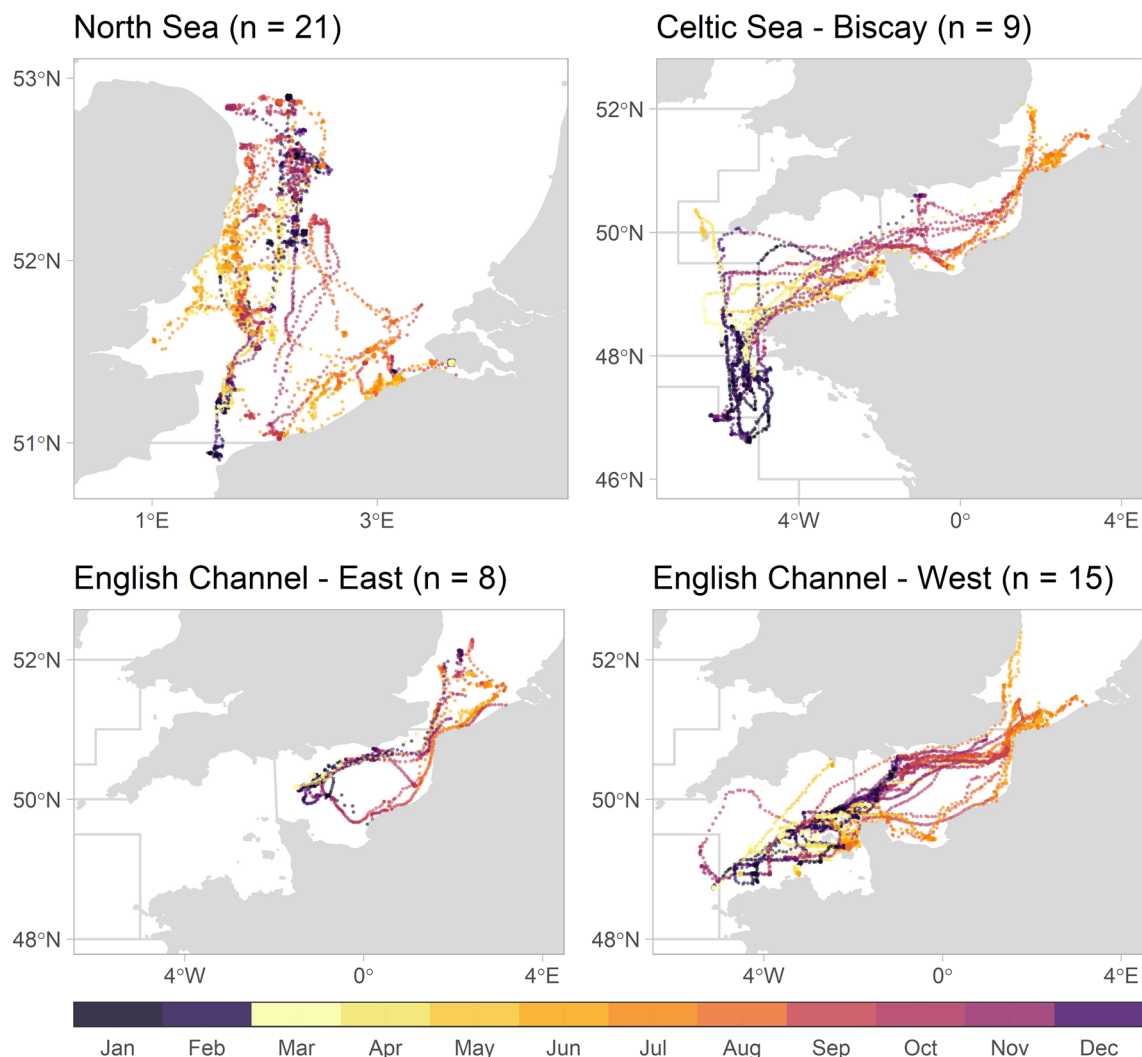 North Sea (n = 21)
Celtic Sea - Biscay (n = 9)
53°N
52°N
51°N
1°E 3°E
52°N
50°N
48°N
46°N
4°W 0° 4°E
English Channel - East (n = 8)
English Channel - West (n = 15)
52°N
50°N
48°N
4°W 0° 4°E
52°N
50°N
48°N
4°W 0° 4°E
Jan Feb Mar Apr May Jun Jul Aug Sep Oct Nov Dec